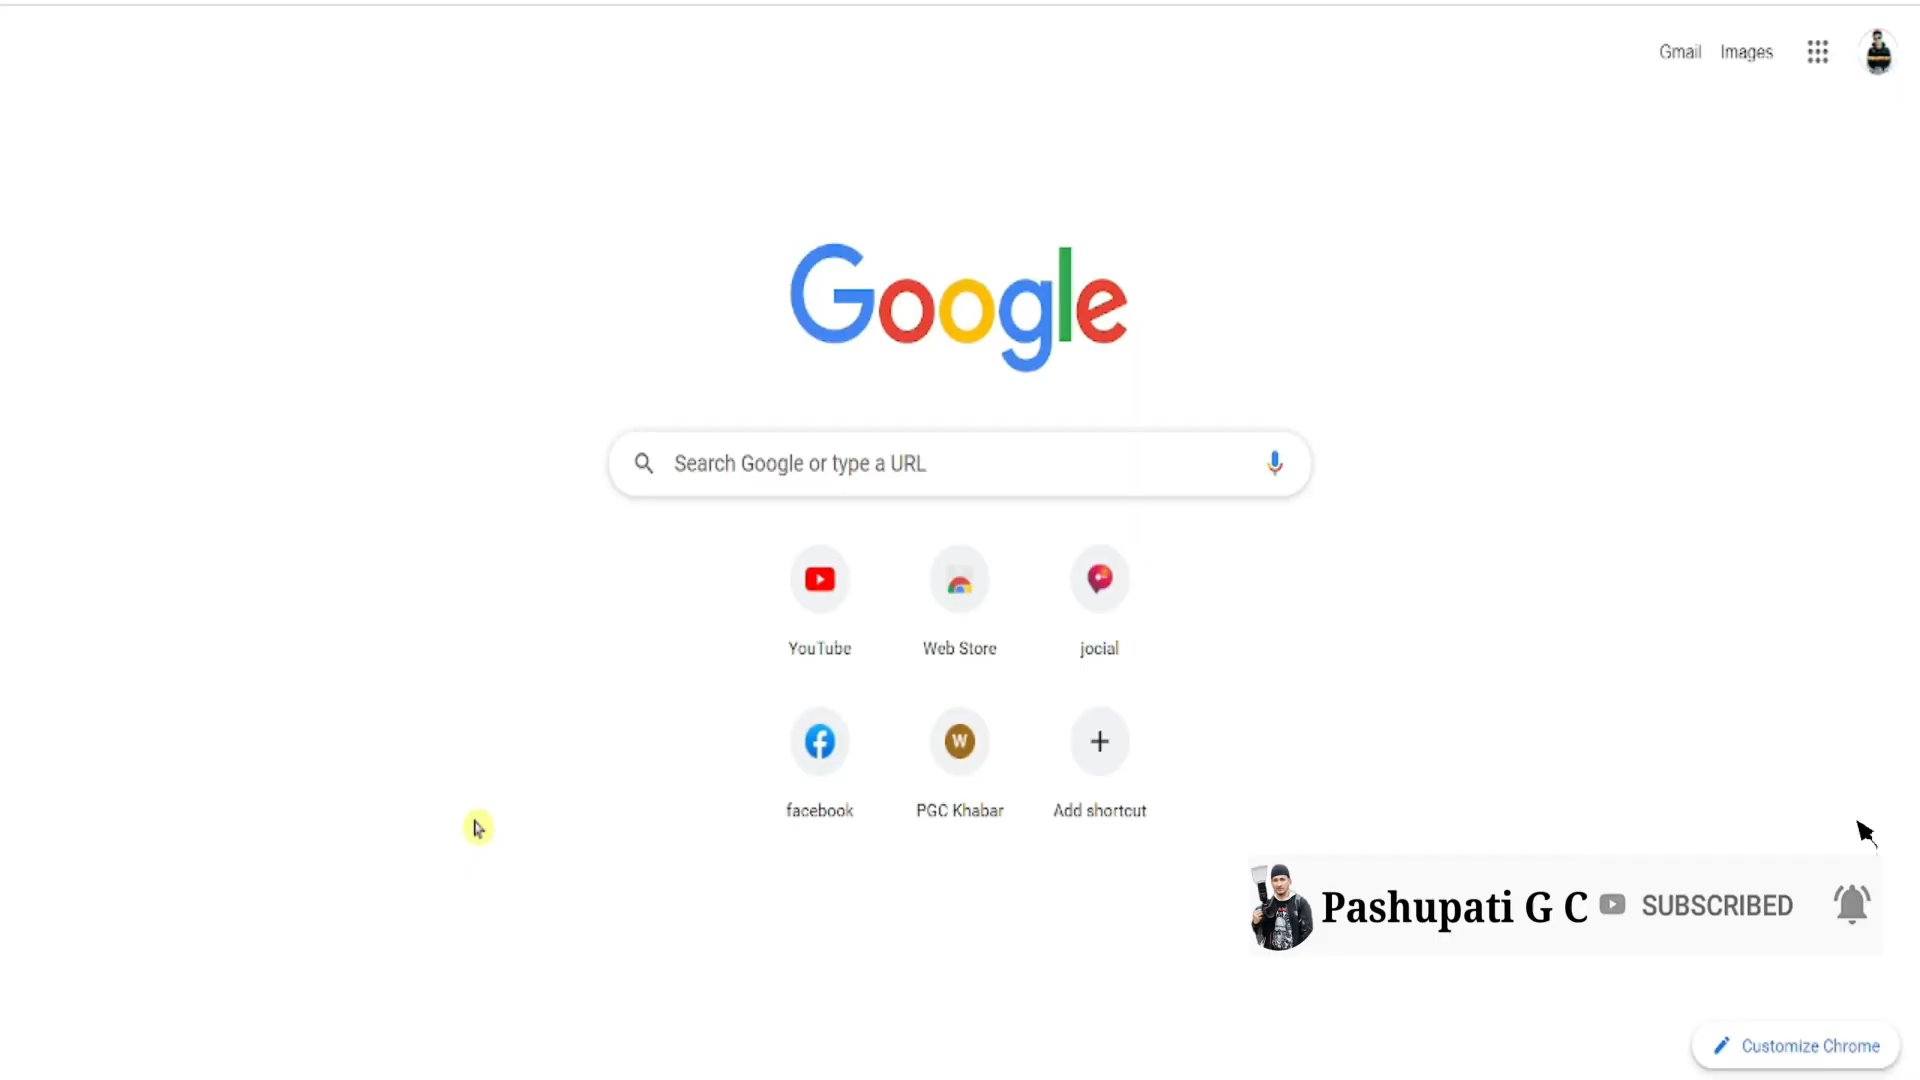 Gmail Images
Google
Search Google or type a URL
YouTube Web Store jocial
W
facebook PGC Khabar Add shortcut
Pashupati G C SUBSCRIBED
Customize Chrome